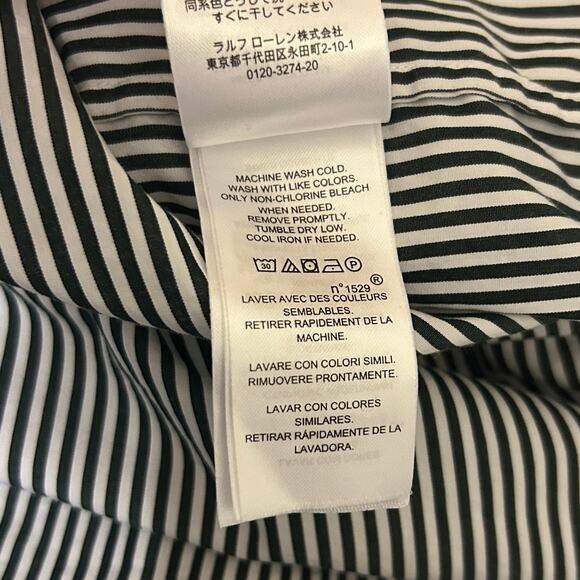 同系色と
すぐに干してください
ラルフ ローレン株式会社
東京都千代田区永田町2-10-1
0120-3274-20
MACHINE WASH COLD.
WASH WITH LIKE COLORS.
ONLY NON-CHLORINE BLEACH
WHEN NEEDED.
REMOVE PROMPTLY.
TUMBLE DRY LOW.
COOL IRON IF NEEDED.
30 P
n° 1529 ®
LAVER AVEC DES COULEURS
SEMBLABLES.
RETIRER RAPIDEMENT DE LA
MACHINE.
LAVARE CON COLORI SIMILI.
RIMUOVERE PRONTAMENTE.
LAVAR CON COLORES
SIMILARES.
RETIRAR RÁPIDAMENTE DE LA
LAVADORA.